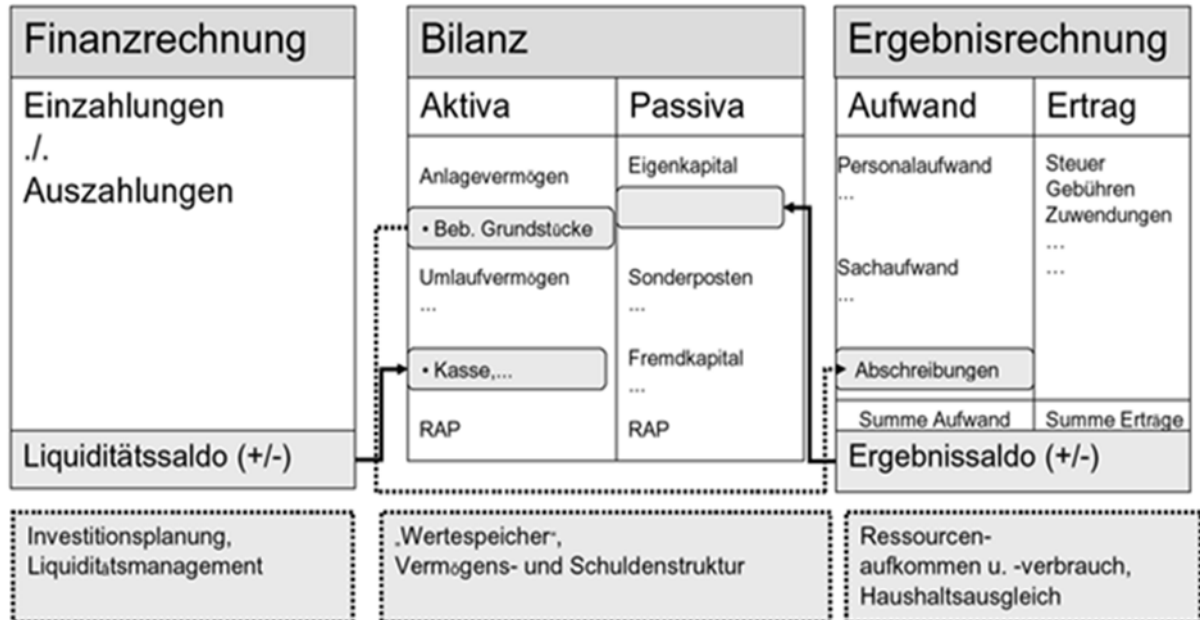 Finanzrechnung
Einzahlungen
./.
Auszahlungen
Liquiditätssaldo (+/-)
Investitionsplanung,
Liquiditätsmanagement
Bilanz
Aktiva
Passiva
Anlagevermögen
• Beb. Grundstücke
Umlaufvermögen
...
• Kasse,...
RAP
Eigenkapital
Sonderposten
...
Fremdkapital
...
RAP
„Wertespeicher“,
Vermögens- und Schuldenstruktur
Ergebnisrechnung
Aufwand
Ertrag
Personalaufwand
...
Sachaufwand
...
Abschreibungen
Summe Aufwand
Steuer
Gebühren
Zuwendungen
...
...
Summe Erträge
Ergebnissaldo (+/-)
Ressourcen-
aufkommen u. -verbrauch,
Haushaltsausgleich